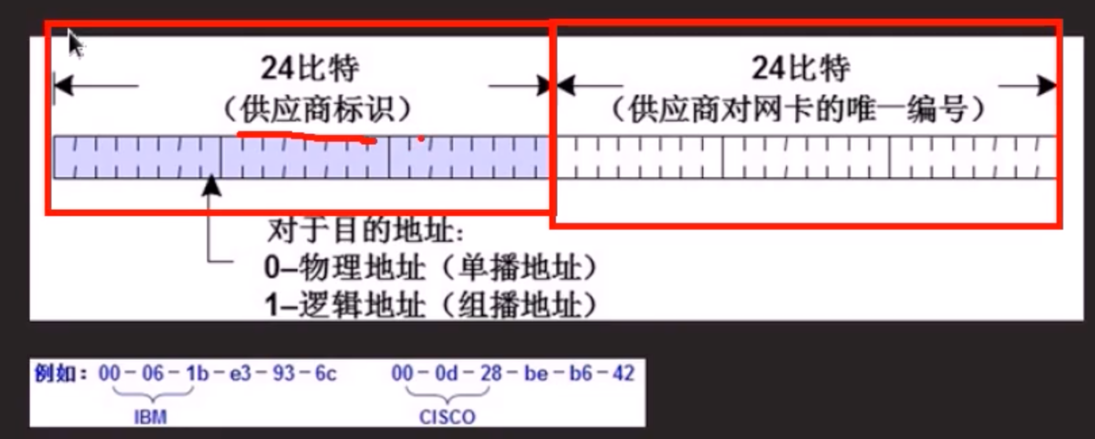 24比特
（供应商标识）
24比特
（供应商对网卡的唯一编号）
对于目的地址：
0–物理地址（单播地址）
1–逻辑地址（组播地址）
例如：00－06－1b－e3－93－6c 00－0d－28－be－b6－42
IBM CISCO